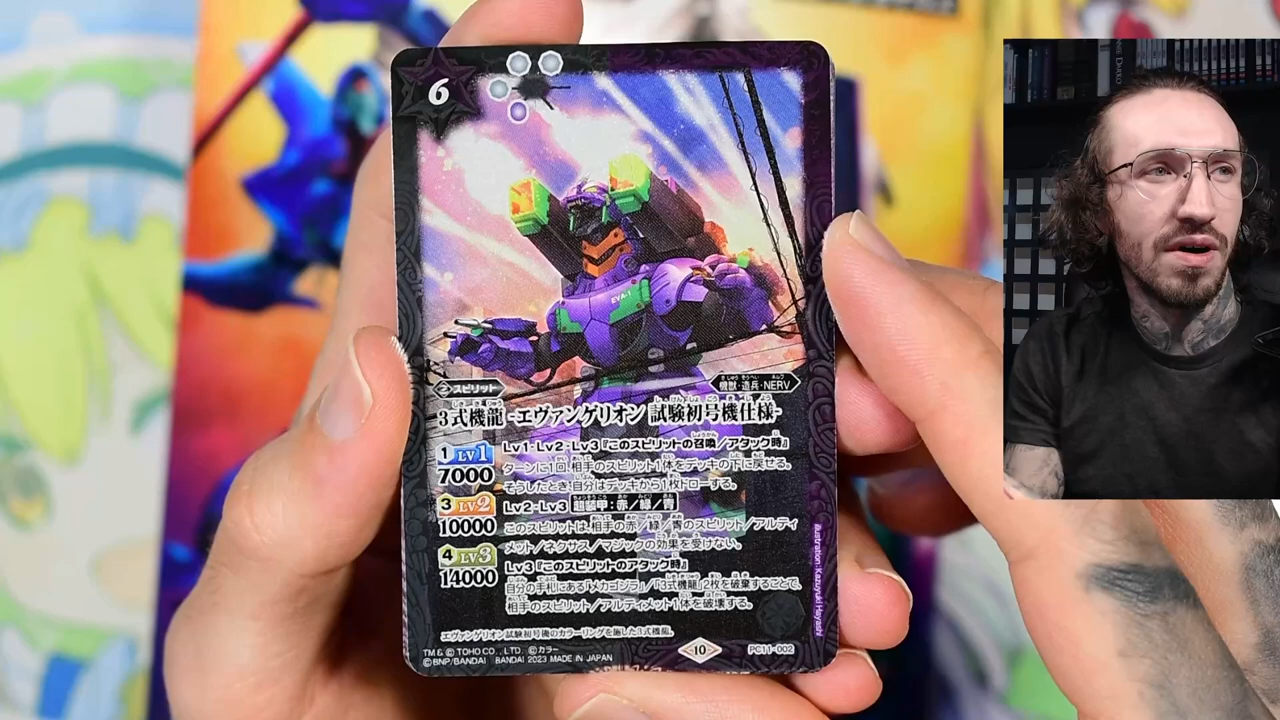 6
EVA-1
②スピリット
機獣・造兵・NERV
3式機龍 -エヴァンゲリオン 試験初号機仕様-
1 LV1
7000
Lv1・Lv2・Lv3『このスピリットの召喚／アタック時』
ターンに1回、相手のスピリット1体をデッキの下に戻せる。
そうしたとき、自分はデッキから1枚ドローする。
3 LV2
10000
Lv2・Lv3 超装甲：赤／緑／青
このスピリットは、相手の赤／緑／青のスピリット/アルティ
メット／ネクサス／マジックの効果を受けない。
4 LV3
14000
Lv3『このスピリットのアタック時』
自分の手札にある「メカゴジラ」/「3式機龍」2枚を破棄することで、
相手のスピリット／アルティメット1体を破壊する。
エヴァンゲリオン試験初号機のカラーリングを施した3式機龍。
TM & © TOHO CO., LTD. ©カラー
©BNP/BANDAI BANDAI 2023 MADE IN JAPAN
10
PC11-002
illustration : Kazuyuki Hayashi